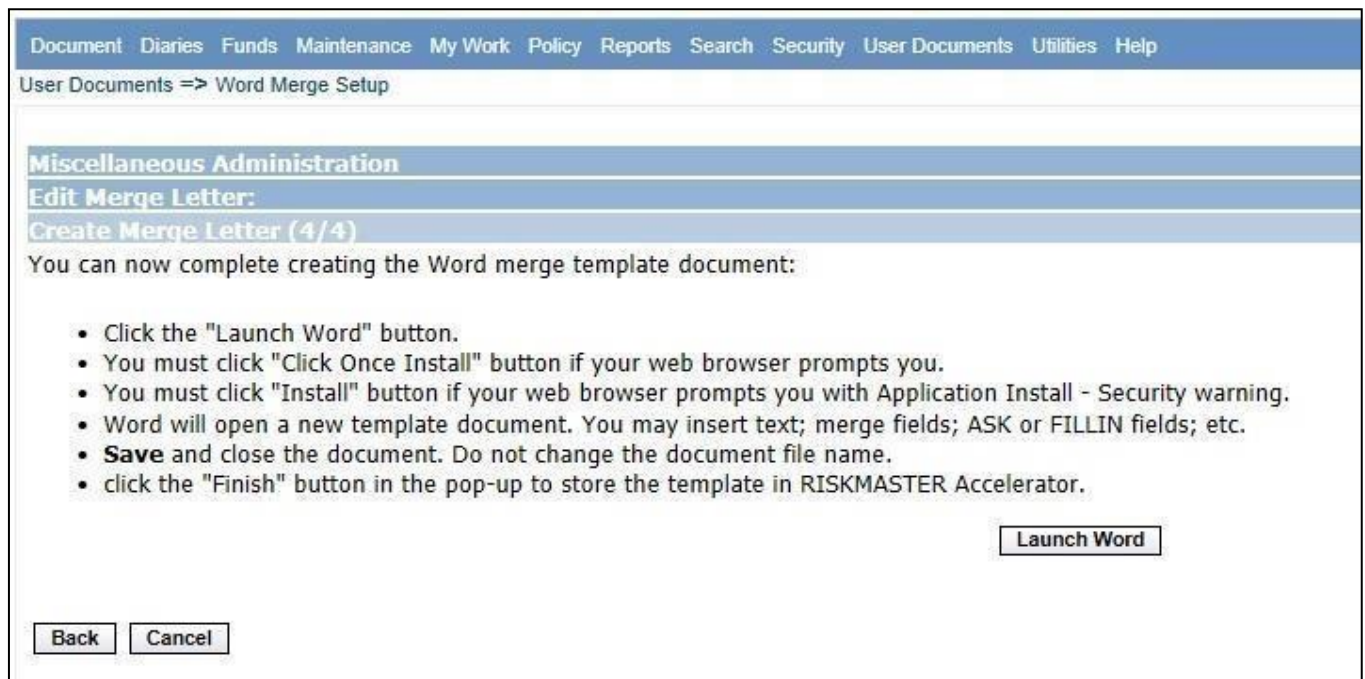 Document Diaries Funds Maintenance My Work Policy Reports Search Security User Documents Utilities Help
User Documents => Word Merge Setup
Miscellaneous Administration
Edit Merge Letter:
Create Merge Letter (4/4)
You can now complete creating the Word merge template document:
• Click the "Launch Word" button.
• You must click "Click Once Install" button if your web browser prompts you.
• You must click "Install" button if your web browser prompts you with Application Install - Security warning.
• Word will open a new template document. You may insert text; merge fields; ASK or FILLIN fields; etc.
• Save and close the document. Do not change the document file name.
• click the "Finish" button in the pop-up to store the template in RISKMASTER Accelerator.
Launch Word
Back Cancel